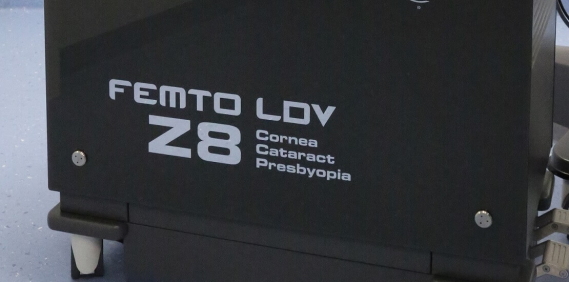 FEMTO LDV
Z8
Cornea
Cataract
Presbyopia